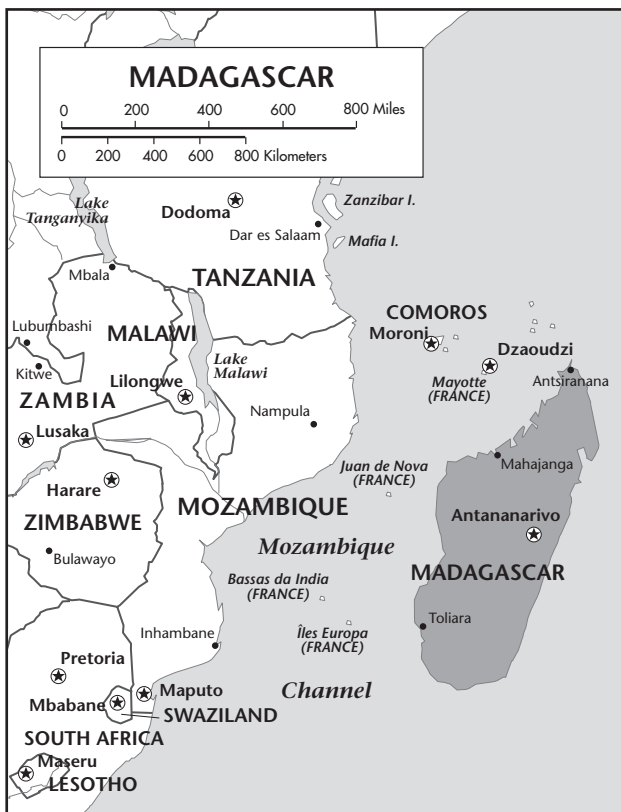 MADAGASCAR
0 200 400 600 800 Miles
0 200 400 600 800 Kilometers
Lake
Tanganyika
Dodoma
Zanzibar I.
Dar es Salaam
Mafia I.
Mbala
TANZANIA
COMOROS
Moroni
Lubumbashi
MALAWI
Dzaoudzi
Kitwe
Lake
Malawi
Mayotte
(FRANCE)
Antsiranana
Lilongwe
ZAMBIA
Nampula
Lusaka
Mahajanga
Juan de Nova
(FRANCE)
Harare
MOZAMBIQUE
Antananarivo
ZIMBABWE
Mozambique
Bulawayo
MADAGASCAR
Bassas da India
(FRANCE)
Toliara
Inhambane
Îles Europa
(FRANCE)
Pretoria
Channel
Maputo
Mbabane
SWAZILAND
SOUTH AFRICA
Maseru
LESOTHO